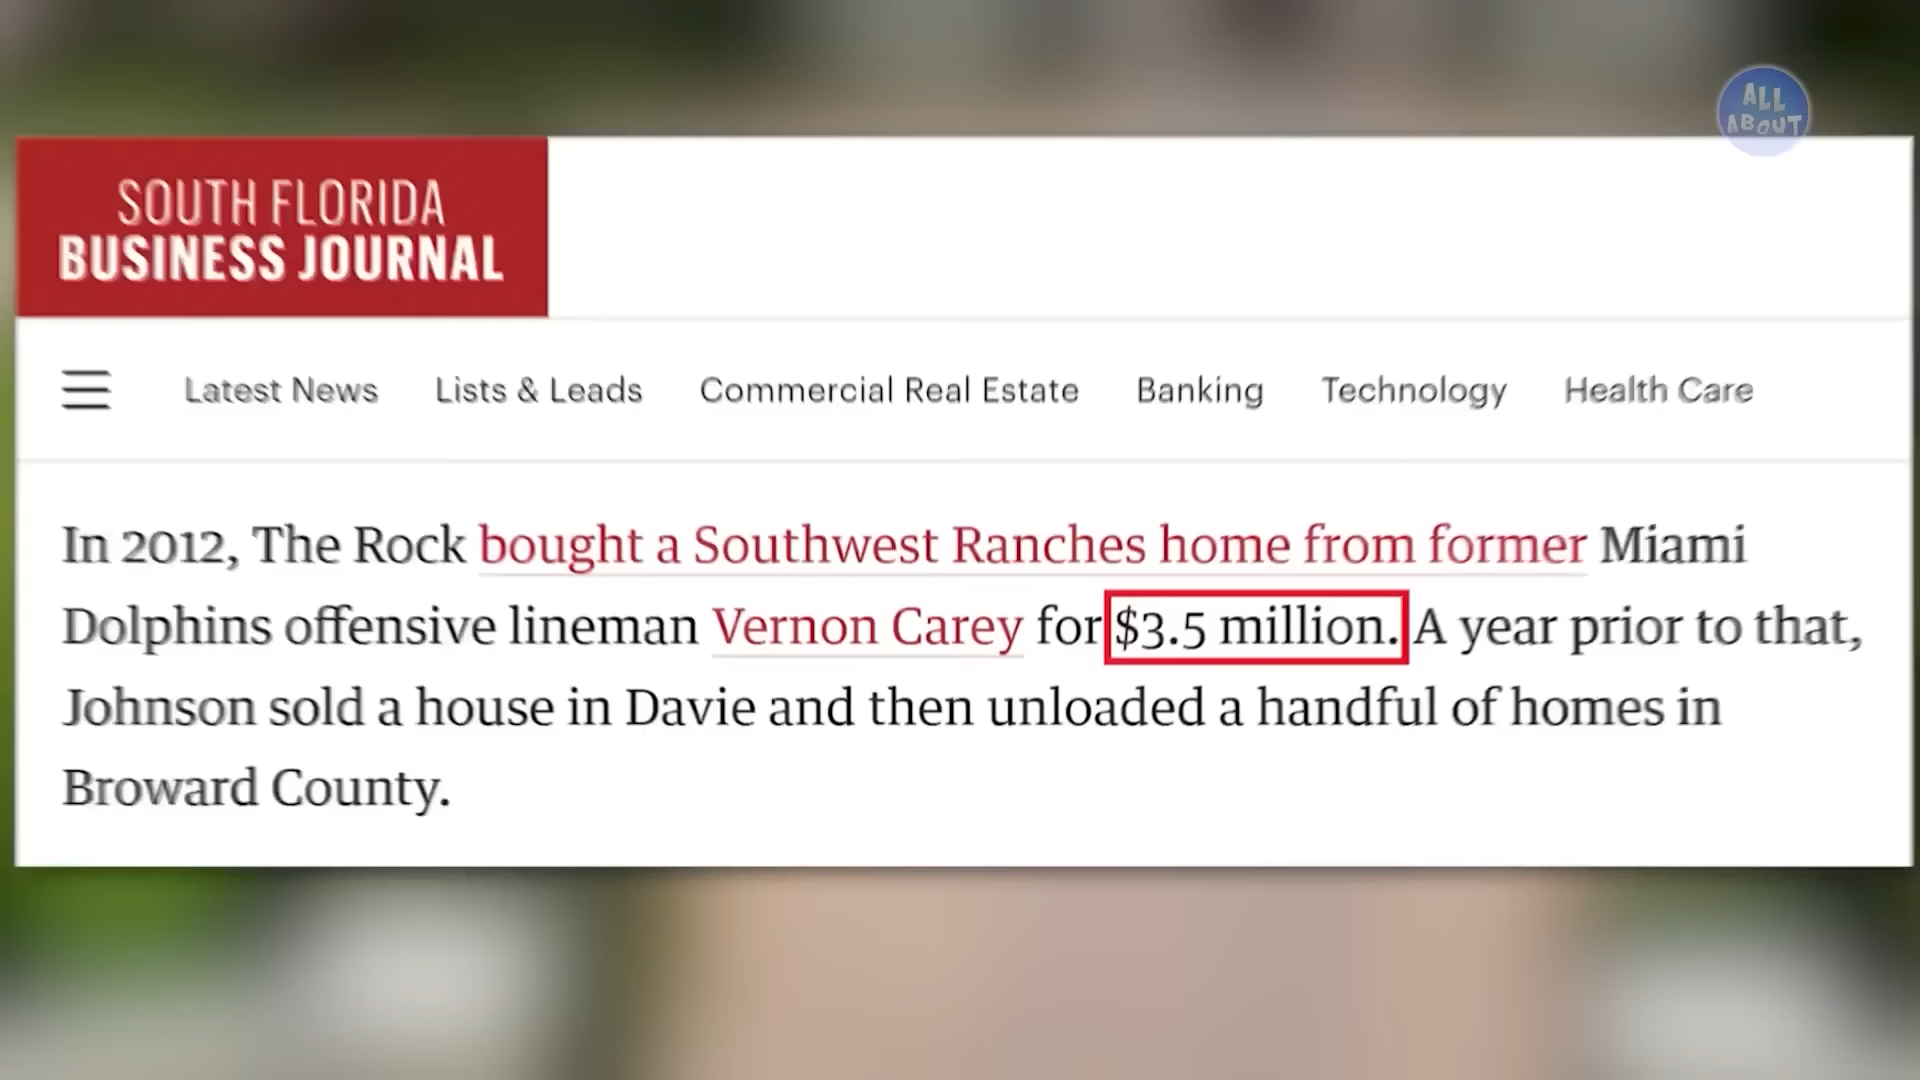 ALL
ABOUT
SOUTH FLORIDA
BUSINESS JOURNAL
Latest News Lists & Leads Commercial Real Estate Banking Technology Health Care
In 2012, The Rock bought a Southwest Ranches home from former Miami
Dolphins offensive lineman Vernon Carey for $3.5 million. A year prior to that,
Johnson sold a house in Davie and then unloaded a handful of homes in
Broward County.